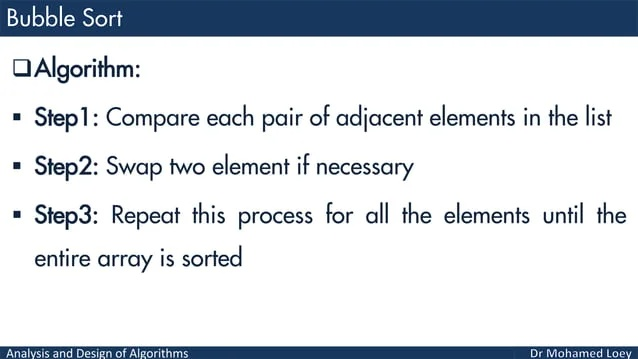 Bubble Sort
❑Algorithm:
▪ Step1: Compare each pair of adjacent elements in the list
▪ Step2: Swap two element if necessary
▪ Step3: Repeat this process for all the elements until the
entire array is sorted
Analysis and Design of Algorithms
Dr Mohamed Loey